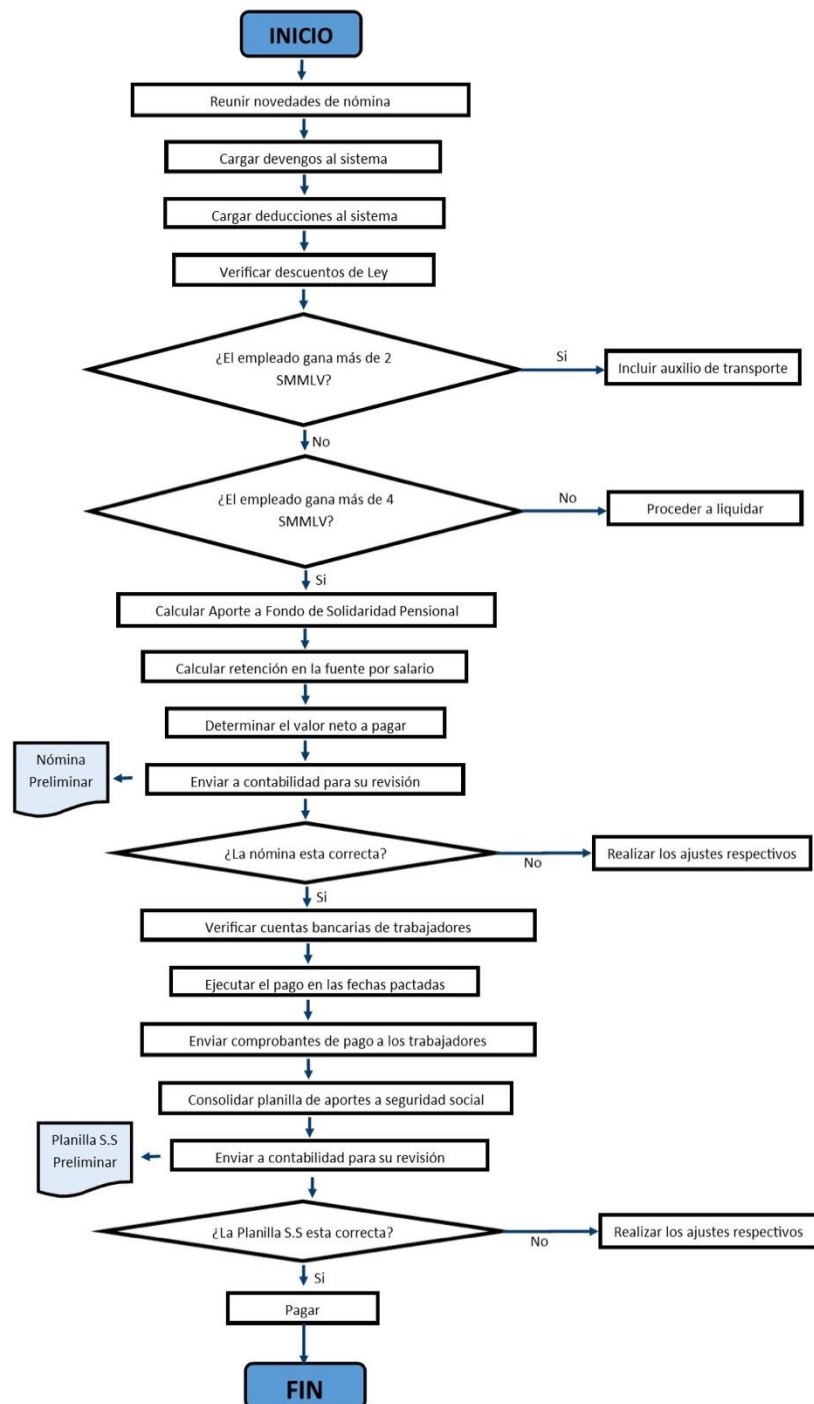 INICIO
Reunir novedades de nómina
Cargar devengos al sistema
Cargar deducciones al sistema
Verificar descuentos de Ley
¿El empleado gana más de 2
SMMLV?
Si
Incluir auxilio de transporte
No
¿El empleado gana más de 4
SMMLV?
No
Proceder a liquidar
Si
Calcular Aporte a Fondo de Solidaridad Pensional
Calcular retención en la fuente por salario
Determinar el valor neto a pagar
Nómina
Preliminar
Enviar a contabilidad para su revisión
¿La nómina esta correcta?
No
Realizar los ajustes respectivos
Si
Verificar cuentas bancarias de trabajadores
Ejecutar el pago en las fechas pactadas
Enviar comprobantes de pago a los trabajadores
Consolidar planilla de aportes a seguridad social
Planilla S.S
Preliminar
Enviar a contabilidad para su revisión
¿La Planilla S.S esta correcta?
No
Realizar los ajustes respectivos
Si
Pagar
FIN